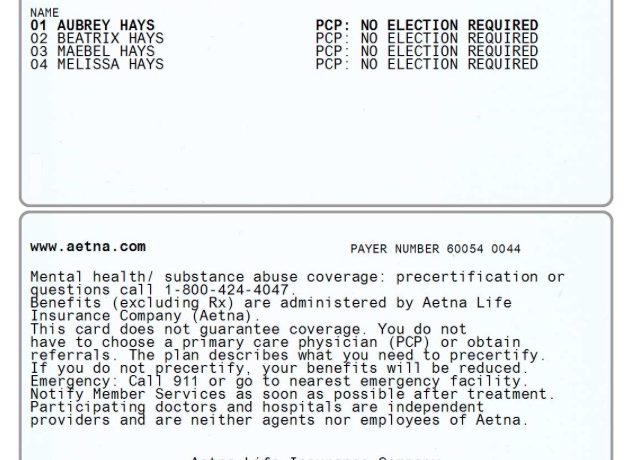 NAME
01 AUBREY HAYS PCP: NO ELECTION REQUIRED
02 BEATRIX HAYS PCP: NO ELECTION REQUIRED
03 MAEBEL HAYS PCP: NO ELECTION REQUIRED
04 MELISSA HAYS PCP: NO ELECTION REQUIRED
www.aetna.com PAYER NUMBER 60054 0044
Mental health/ substance abuse coverage: precertification or
questions call 1-800-424-4047.
Benefits (excluding Rx) are administered by Aetna Life
Insurance Company (Aetna).
This card does not guarantee coverage. You do not
have to choose a primary care physician (PCP) or obtain
referrals. The plan describes what you need to precertify.
If you do not precertify, your benefits will be reduced.
Emergency: Call 911 or go to nearest emergency facility.
Notify Member Services as soon as possible after treatment.
Participating doctors and hospitals are independent
providers and are neither agents nor employees of Aetna.
Aetna Life Insurance Company